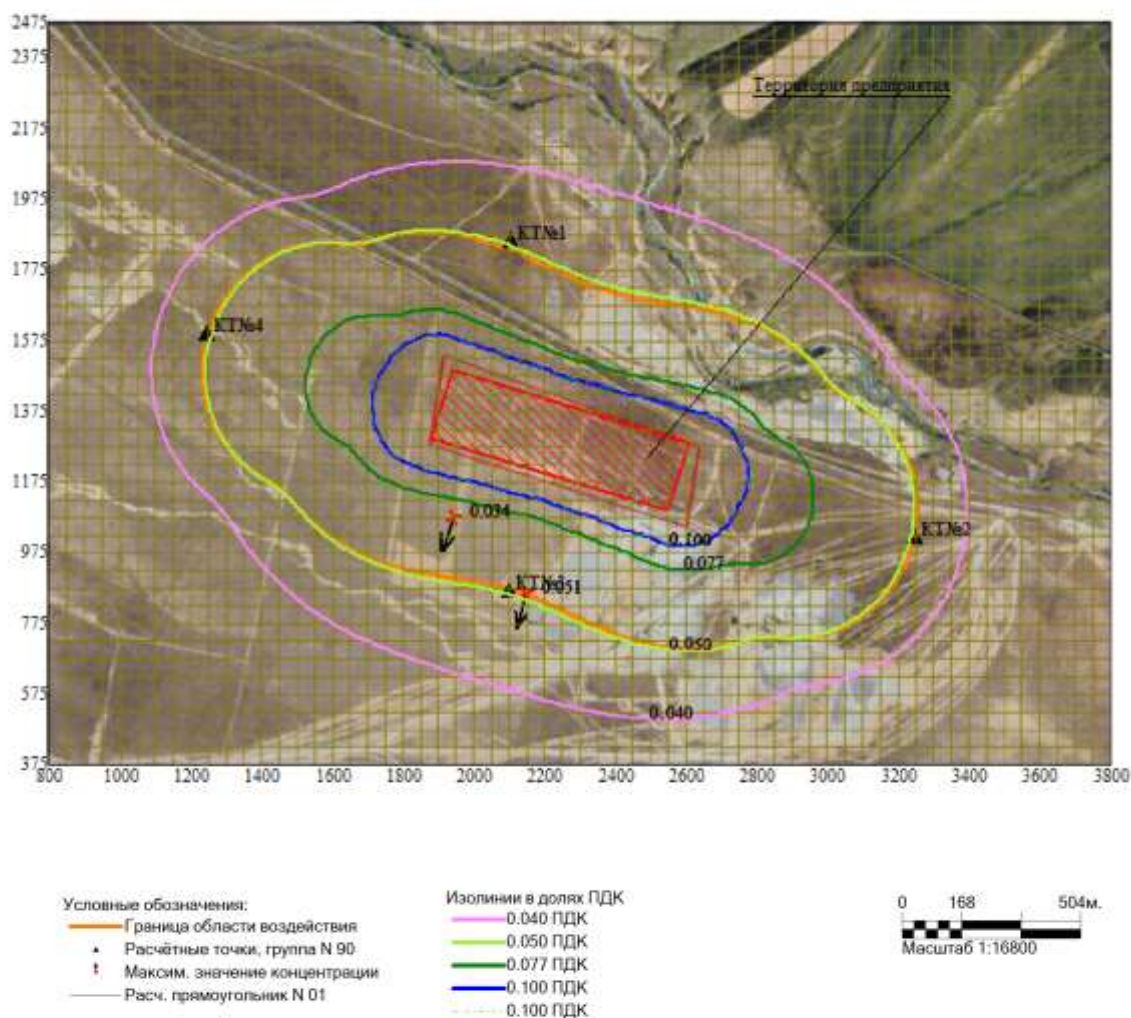 2475
2375
2175
1975
1775
1575
1375
1175
975
775
575
375
800 1000 1200 1400 1600 1800 2000 2200 2400 2600 2800 3000 3200 3400 3600 3800
Территория предприятия
КТ№1
КТ№4
КТ№2
0.034
0.100
0.077
КТ№3
0.051
0.050
0.040
Условные обозначения:
Граница области воздействия
Расчётные точки, группа N 90
Максим. значение концентрации
Расч. прямоугольник N 01
Изолинии в долях ПДК
0.040 ПДК
0.050 ПДК
0.077 ПДК
0.100 ПДК
0.100 ПДК
0 168 504м.
Масштаб 1:16800